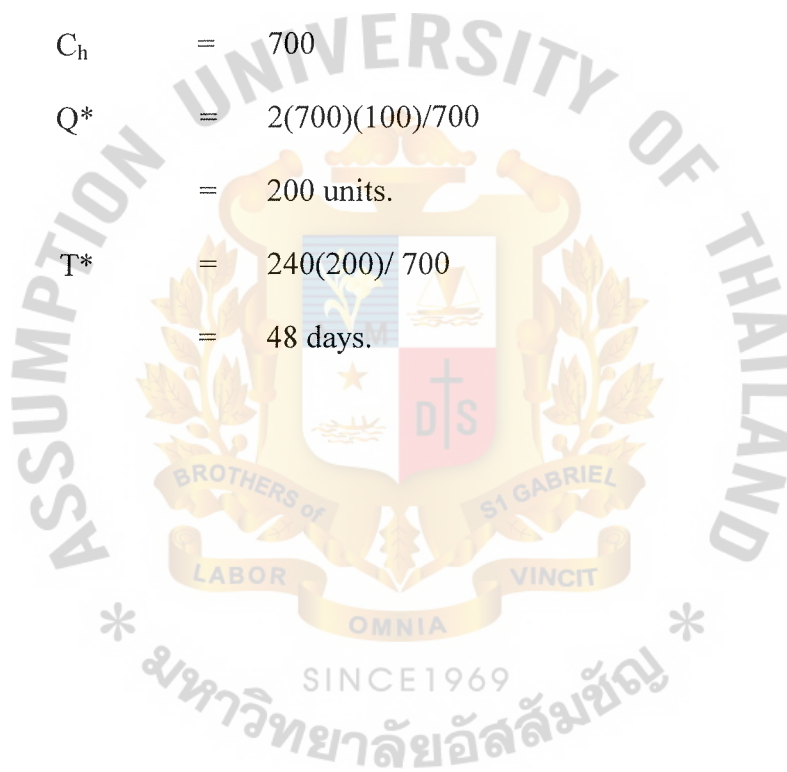 Ch = 700
Q* = 2(700)(100)/700
= 200 units.
T* = 240(200)/ 700
= 48 days.
ASSUMPTION UNIVERSITY OF THAILAND
M
D S
BROTHERS of S1 GABRIEL
LABOR VINCIT
OMNIA
SINCE1969
* มหาวิทยาลัยอัสสัมชัญ *